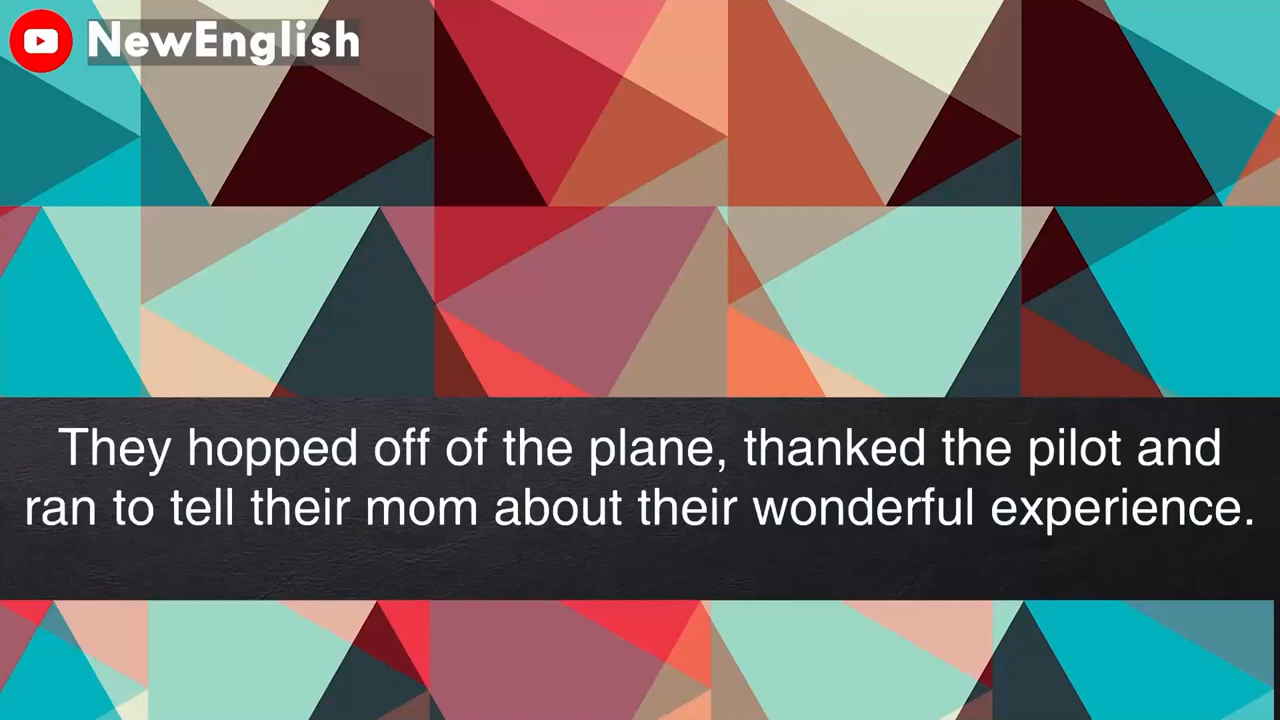 NewEnglish
They hopped off of the plane, thanked the pilot and
ran to tell their mom about their wonderful experience.